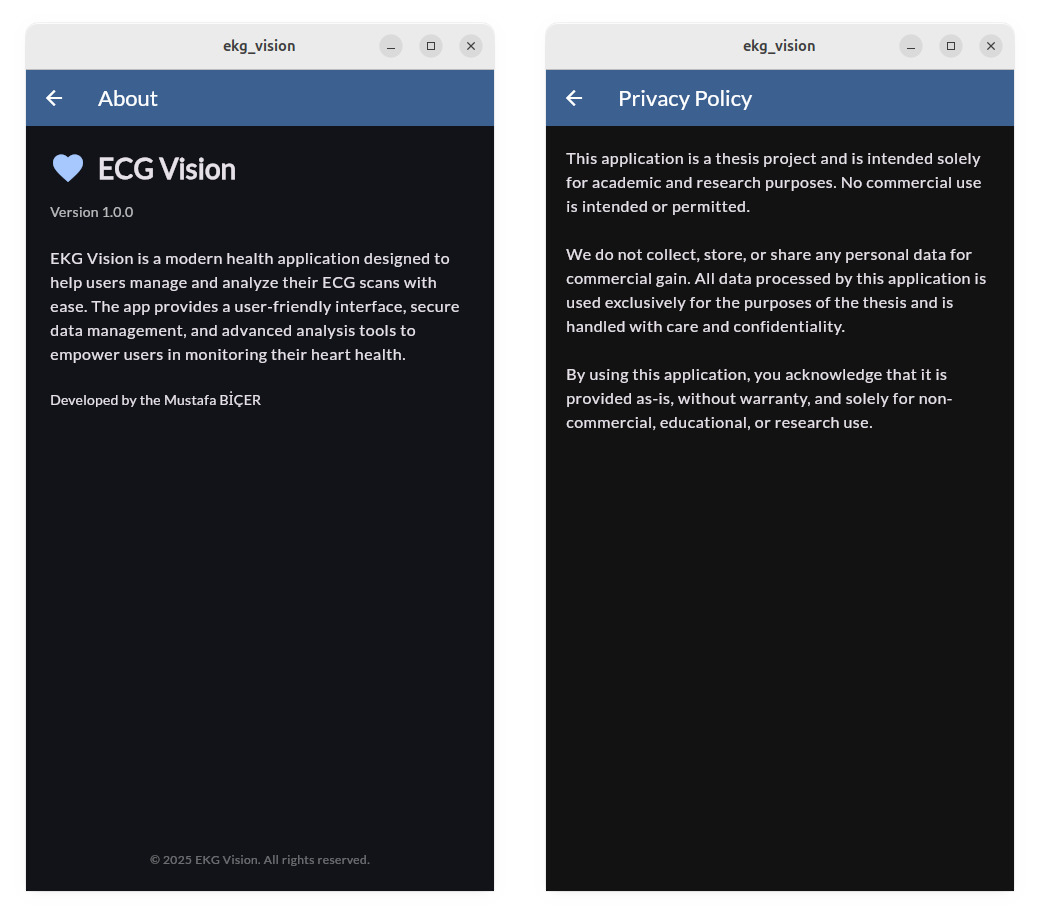 ekg_vision
About
ECG Vision
Version 1.0.0
EKG Vision is a modern health application designed to
help users manage and analyze their ECG scans with
ease. The app provides a user-friendly interface, secure
data management, and advanced analysis tools to
empower users in monitoring their heart health.
Developed by the Mustafa BİÇER
© 2025 EKG Vision. All rights reserved.
ekg_vision
Privacy Policy
This application is a thesis project and is intended solely
for academic and research purposes. No commercial use
is intended or permitted.
We do not collect, store, or share any personal data for
commercial gain. All data processed by this application is
used exclusively for the purposes of the thesis and is
handled with care and confidentiality.
By using this application, you acknowledge that it is
provided as-is, without warranty, and solely for non-
commercial, educational, or research use.